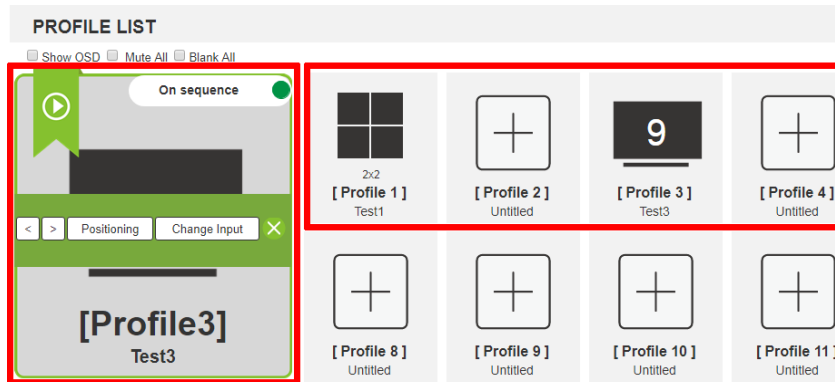 PROFILE LIST
Show OSD Mute All Blank All
On sequence
< > Positioning Change Input
[Profile3]
Test3
2x2
[ Profile 1 ]
Test1
[ Profile 2 ]
Untitled
9
[ Profile 3 ]
Test3
[ Profile 4 ]
Untitled
[ Profile 8 ]
Untitled
[ Profile 9 ]
Untitled
[ Profile 10 ]
Untitled
[ Profile 11 ]
Untitled